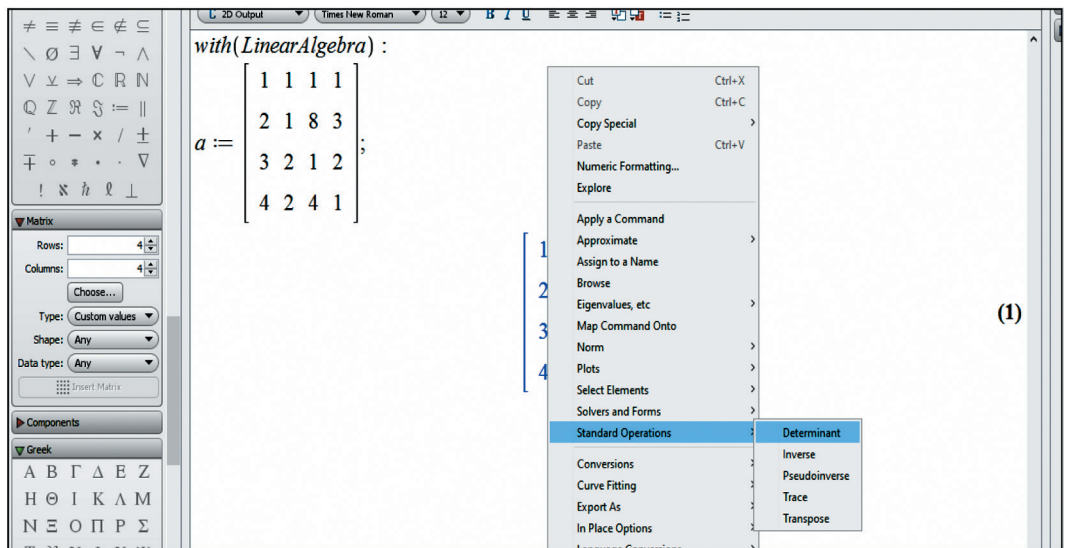 2D Output Times New Roman 12 B I U
≠ ≡ ≢ ∈ ∉ ⊆
\ Ø ∃ ∀ ¬ ∧
∨ ⊻ ⇒ ℂ ℝ ℕ
ℚ ℤ ℜ ℑ := ||
′ + − × / ±
∓ ∘ * · · ∇
! ℵ ħ ℓ ⊥
Matrix
Rows: 4
Columns: 4
Choose...
Type: Custom values
Shape: Any
Data type: Any
Insert Matrix
Components
Greek
Α Β Γ Δ Ε Ζ
Η Θ Ι Κ Λ Μ
Ν Ξ Ο Π Ρ Σ
with(LinearAlgebra) :
a := [
1 1 1 1
2 1 8 3
3 2 1 2
4 2 4 1
];
1
2
3
4
(1)
Cut Ctrl+X
Copy Ctrl+C
Copy Special >
Paste Ctrl+V
Numeric Formatting...
Explore
Apply a Command
Approximate >
Assign to a Name
Browse
Eigenvalues, etc >
Map Command Onto
Norm >
Plots >
Select Elements >
Solvers and Forms >
Standard Operations >
Conversions >
Curve Fitting >
Export As >
In Place Options >
Language Conversions >
Determinant
Inverse
Pseudoinverse
Trace
Transpose